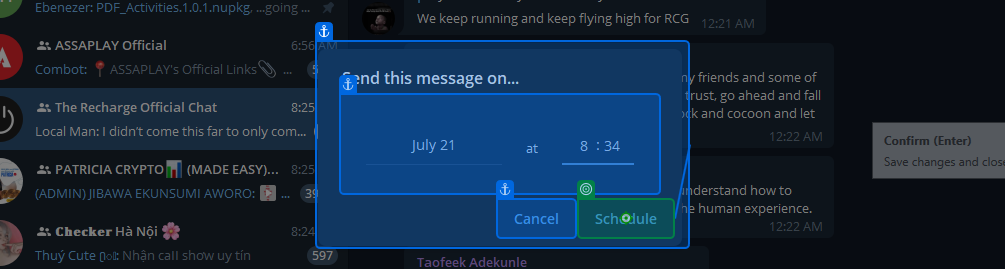 Ebenezer: PDF_Activities.1.0.1.nupkg. ...going ...
ASSAPLAY Official
6:56
Combot: 📍 ASSAPLAY's Official Links📎 ...
The Recharge Official Chat
8:25
Local Man: I didn't come this far to only com...
PATRICIA CRYPTO📊 (MADE EASY)...
8:25
(ADMIN) JIBAWA EKUNSUMI AWORO: ...
39
Checker Hà Nội 🌸
8:24
Thuý Cute Nhận call show uy tín
597
We keep running and keep flying high for RCG
12:21 AM
Send this message on...
July 21
at
8 : 34
Cancel
Schedule
my friends and some of
trust, go ahead and fall
and cocoon and let
12:22 AM
understand how to
human experience.
12:22 AM
Taofeek Adekunle
Confirm (Enter)
Save changes and close